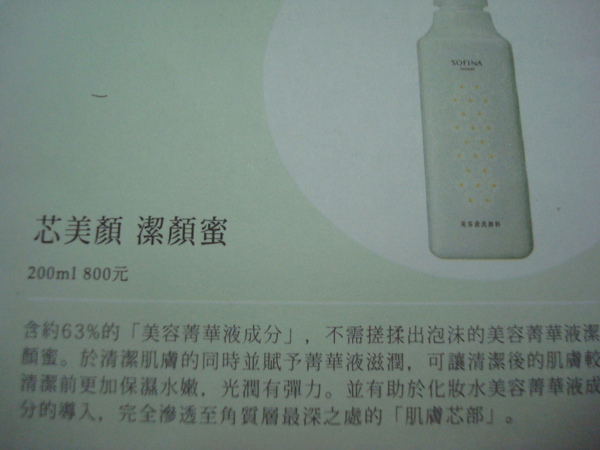 SOFINA
芯美顏 潔顏蜜
200ml 800元
含約63%的「美容菁華液成分」，不需搓揉出泡沫的美容菁華液潔
顏蜜。於清潔肌膚的同時並賦予菁華液滋潤，可讓清潔後的肌膚較
清潔前更加保濕水嫩，光潤有彈力。並有助於化妝水美容菁華液成
分的導入，完全滲透至角質層最深之處的「肌膚芯部」。